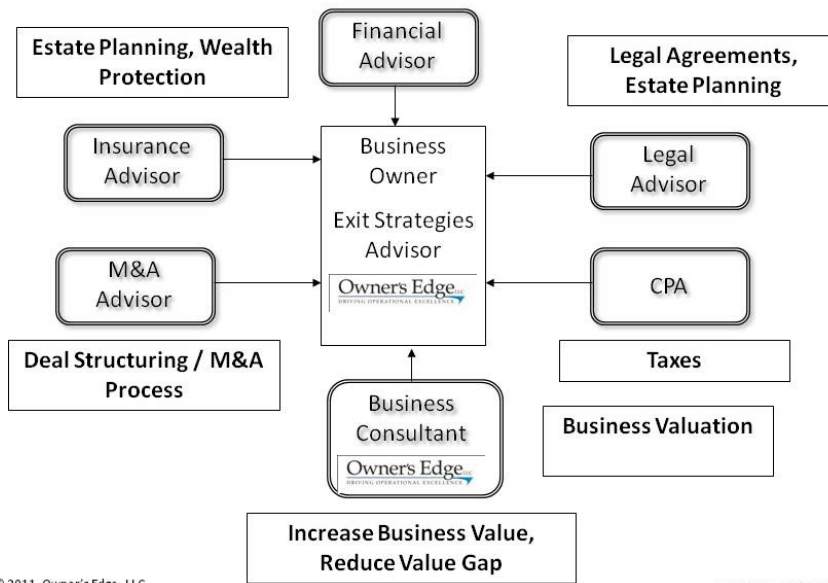 Financial
Advisor
Estate Planning, Wealth
Protection
Legal Agreements,
Estate Planning
Insurance
Advisor
Business
Owner
Exit Strategies
Advisor
Owner's Edge LLC
DRIVING OPERATIONAL EXCELLENCE
Legal
Advisor
M&A
Advisor
CPA
Deal Structuring / M&A
Process
Taxes
Business
Consultant
Owner's Edge LLC
DRIVING OPERATIONAL EXCELLENCE
Business Valuation
Increase Business Value,
Reduce Value Gap
2011, Owner's Edge, LLC